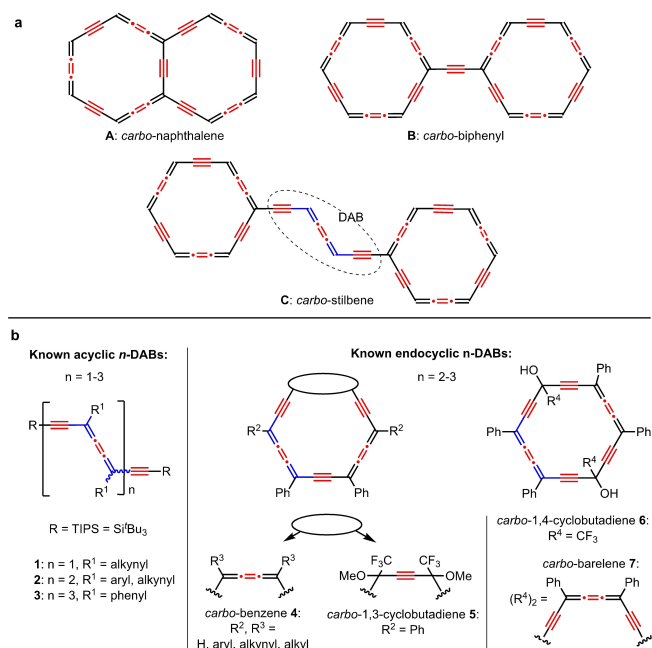 a
A: carbo-naphthalene
B: carbo-biphenyl
DAB
C: carbo-stilbene
b
Known acyclic n-DABs:
n = 1-3
R
R¹
R¹
n
R
R = TIPS = SiᵗBu₃
1: n = 1, R¹ = alkynyl
2: n = 2, R¹ = aryl, alkynyl
3: n = 3, R¹ = phenyl
Known endocyclic n-DABs:
n = 2-3
R²
R²
Ph
Ph
R³
R³
carbo-benzene 4:
R², R³ =
H, aryl, alkynyl, alkyl
F₃C
CF₃
MeO
OMe
carbo-1,3-cyclobutadiene 5:
R² = Ph
HO
R⁴
Ph
Ph
Ph
R⁴
Ph
OH
carbo-1,4-cyclobutadiene 6:
R⁴ = CF₃
carbo-barelene 7:
Ph
Ph
(R⁴)₂ =